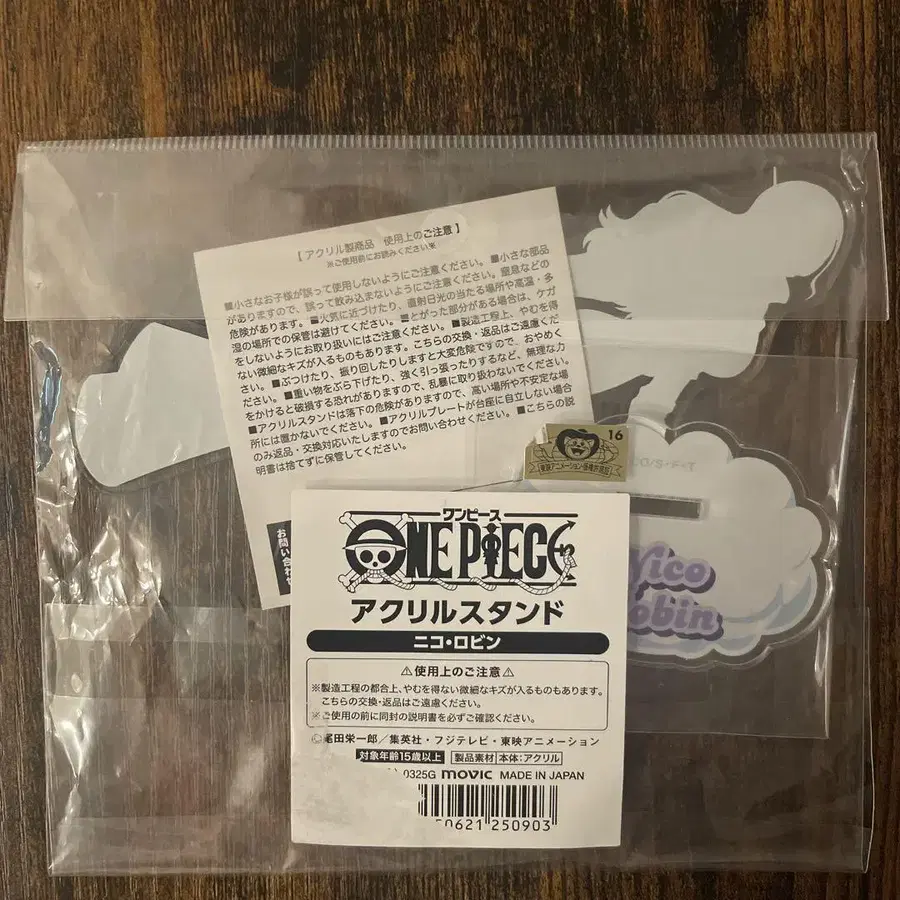 【アクリル製商品 使用上のご注意】
※ご使用前にお読みください※
■小さなお子様が誤って使用しないようにご注意ください。■小さな部品
がありますので、誤って飲み込まないようにご注意ください。窒息などの
危険があります。■火気に近づけたり、直射日光の当たる場所や高温・多
湿の場所での保管は避けてください。■とがった部分がある場合は、ケガ
をしないようにお取り扱いにはご注意ください。■製造工程上、やむを得
ない微細なキズが入るものもあります。こちらの交換・返品はご遠慮くだ
さい。■ぶつけたり、振り回したりしますと大変危険ですので、おやめく
ださい。■重い物をぶら下げたり、強く引っ張ったりするなど、無理な力
をかけると破損する恐れがありますので、乱暴に取り扱わないでください。
■アクリルスタンドは落下の危険がありますので、高い場所や不安定な場
所には置かないでください。■アクリルプレートが台座に自立しない場合
のみ返品・交換対応いたしますのでお問い合わせください。■こちらの説
明書は捨てずに保管してください。
お問い合わせ
16
東映アニメーション版権許諾証
Nico
Robin
ワンピース
ONE PIECE
アクリルスタンド
ニコ・ロビン
⚠使用上のご注意⚠
※製造工程の都合上、やむを得ない微細なキズが入るものもあります。
こちらの交換・返品はご遠慮ください。
※ご使用の前に同封の説明書を必ずご確認ください。
©尾田栄一郎/集英社・フジテレビ・東映アニメーション
対象年齢15歳以上 製品素材 本体:アクリル
0325G movic MADE IN JAPAN
50621 250903